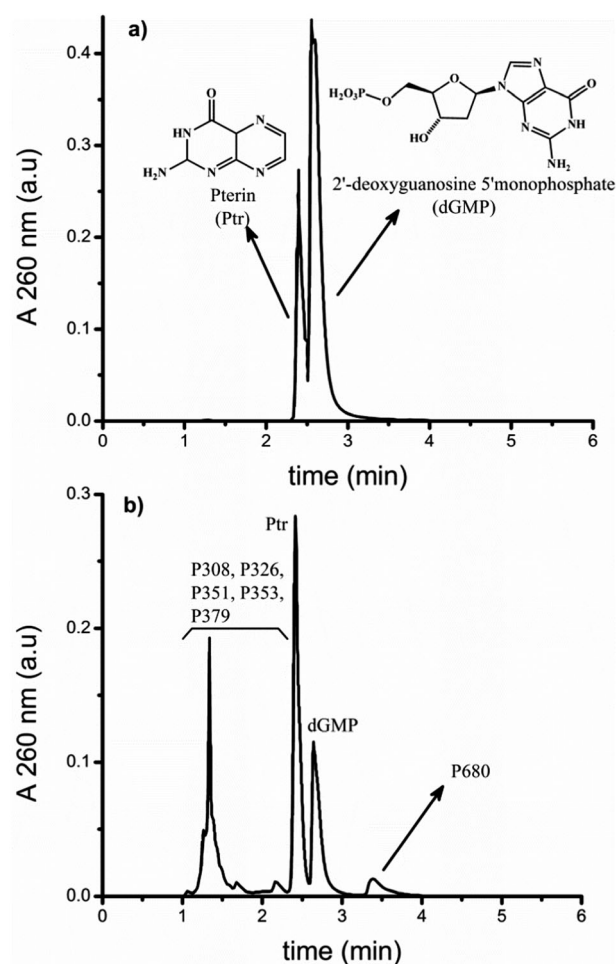 a)
A 260 nm (a.u)
0.4
0.3
0.2
0.1
0.0
O
N
HN
H₂N
N
N
Pterin
(Ptr)
H₂O₃P
O
O
HO
N
N
N
N
O
NH
NH₂
2'-deoxyguanosine 5'monophosphate
(dGMP)
0 1 2 3 4 5 6
time (min)
b)
A 260 nm (a.u)
0.3
0.2
0.1
0.0
P308, P326,
P351, P353,
P379
Ptr
dGMP
P680
0 1 2 3 4 5 6
time (min)